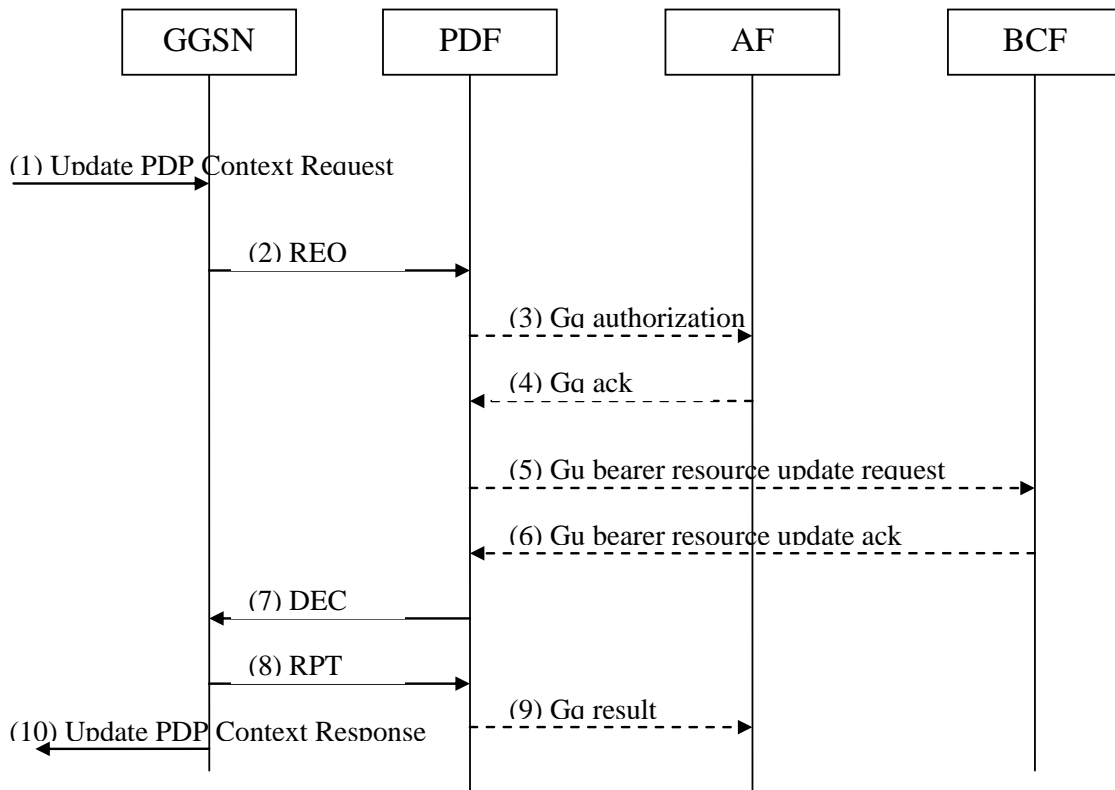 GGSN
PDF
AF
BCF
(1) Update PDP Context Request
(2) REQ
(3) Gq authorization
(4) Gq ack
(5) Gu bearer resource update request
(6) Gu bearer resource update ack
(7) DEC
(8) RPT
(9) Gq result
(10) Update PDP Context Response